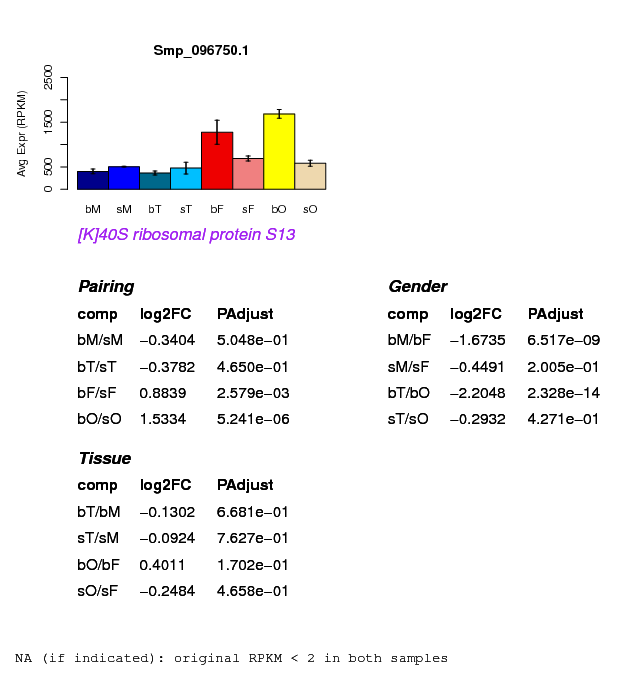 Smp_096750.1
Avg Expr (RPKM)
0 500 1500 2500
bM sM bT sT bF sF bO sO
[K]40S ribosomal protein S13
Pairing
comp log2FC PAdjust
bM/sM −0.3404 5.048e−01
bT/sT −0.3782 4.650e−01
bF/sF 0.8839 2.579e−03
bO/sO 1.5334 5.241e−06
Gender
comp log2FC PAdjust
bM/bF −1.6735 6.517e−09
sM/sF −0.4491 2.005e−01
bT/bO −2.2048 2.328e−14
sT/sO −0.2932 4.271e−01
Tissue
comp log2FC PAdjust
bT/bM −0.1302 6.681e−01
sT/sM −0.0924 7.627e−01
bO/bF 0.4011 1.702e−01
sO/sF −0.2484 4.658e−01
NA (if indicated): original RPKM < 2 in both samples